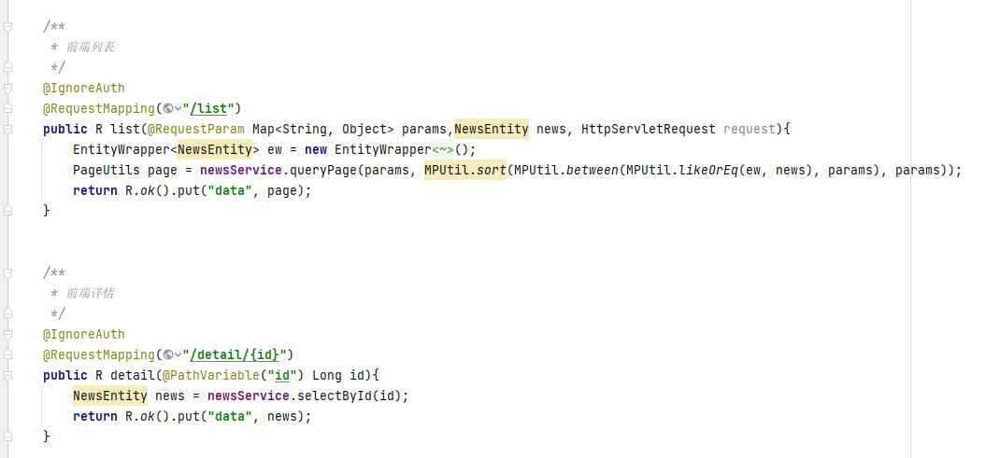 /**
 * 前端列表
 */
@IgnoreAuth
@RequestMapping("/list")
public R list(@RequestParam Map<String, Object> params,NewsEntity news, HttpServletRequest request){
    EntityWrapper<NewsEntity> ew = new EntityWrapper<~>();
    PageUtils page = newsService.queryPage(params, MPUtil.sort(MPUtil.between(MPUtil.likeOrEq(ew, news), params), params));
    return R.ok().put("data", page);
}
/**
 * 前端详情
 */
@IgnoreAuth
@RequestMapping("/detail/{id}")
public R detail(@PathVariable("id") Long id){
    NewsEntity news = newsService.selectById(id);
    return R.ok().put("data", news);
}